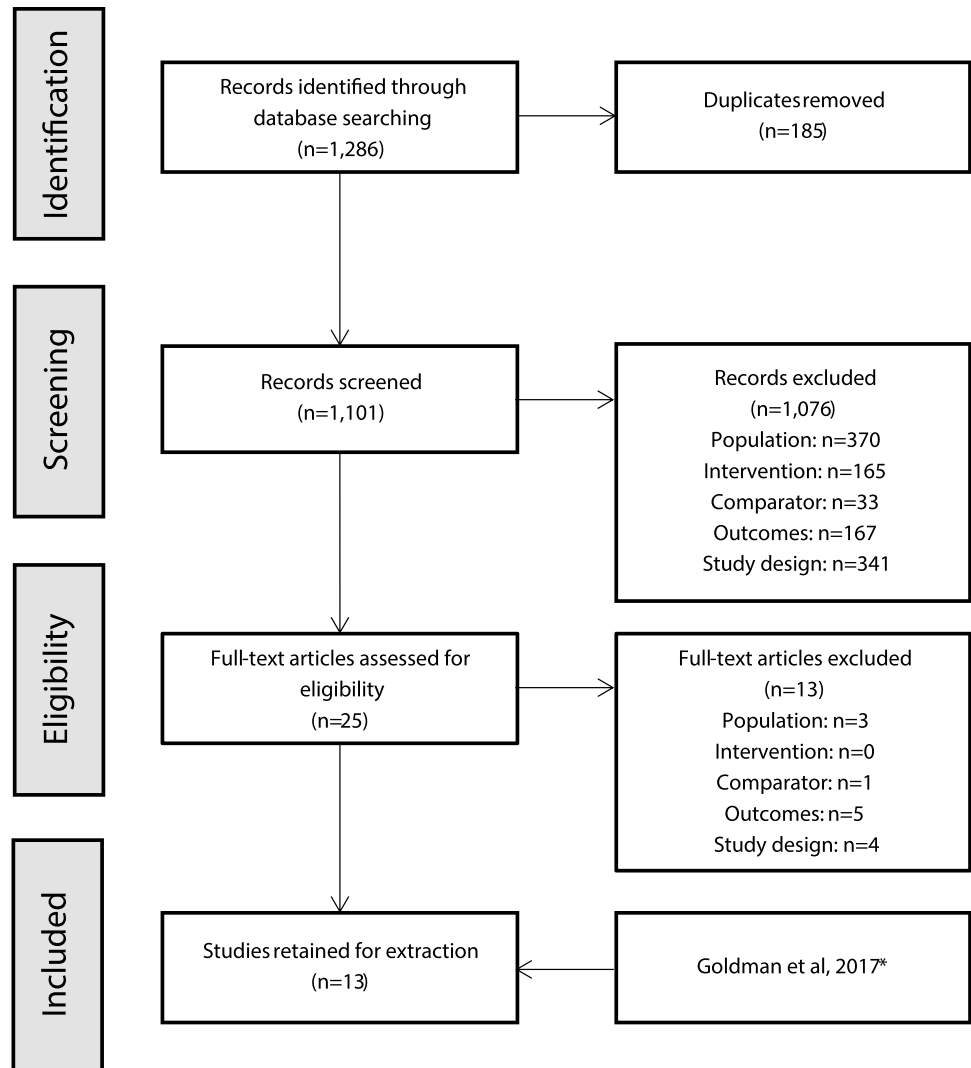 Identification
Records identified through
database searching
(n=1,286)
Duplicates removed
(n=185)
Screening
Records screened
(n=1,101)
Records excluded
(n=1,076)
Population: n=370
Intervention: n=165
Comparator: n=33
Outcomes: n=167
Study design: n=341
Eligibility
Full-text articles assessed for
eligibility
(n=25)
Full-text articles excluded
(n=13)
Population: n=3
Intervention: n=0
Comparator: n=1
Outcomes: n=5
Study design: n=4
Included
Studies retained for extraction
(n=13)
Goldman et al, 2017*